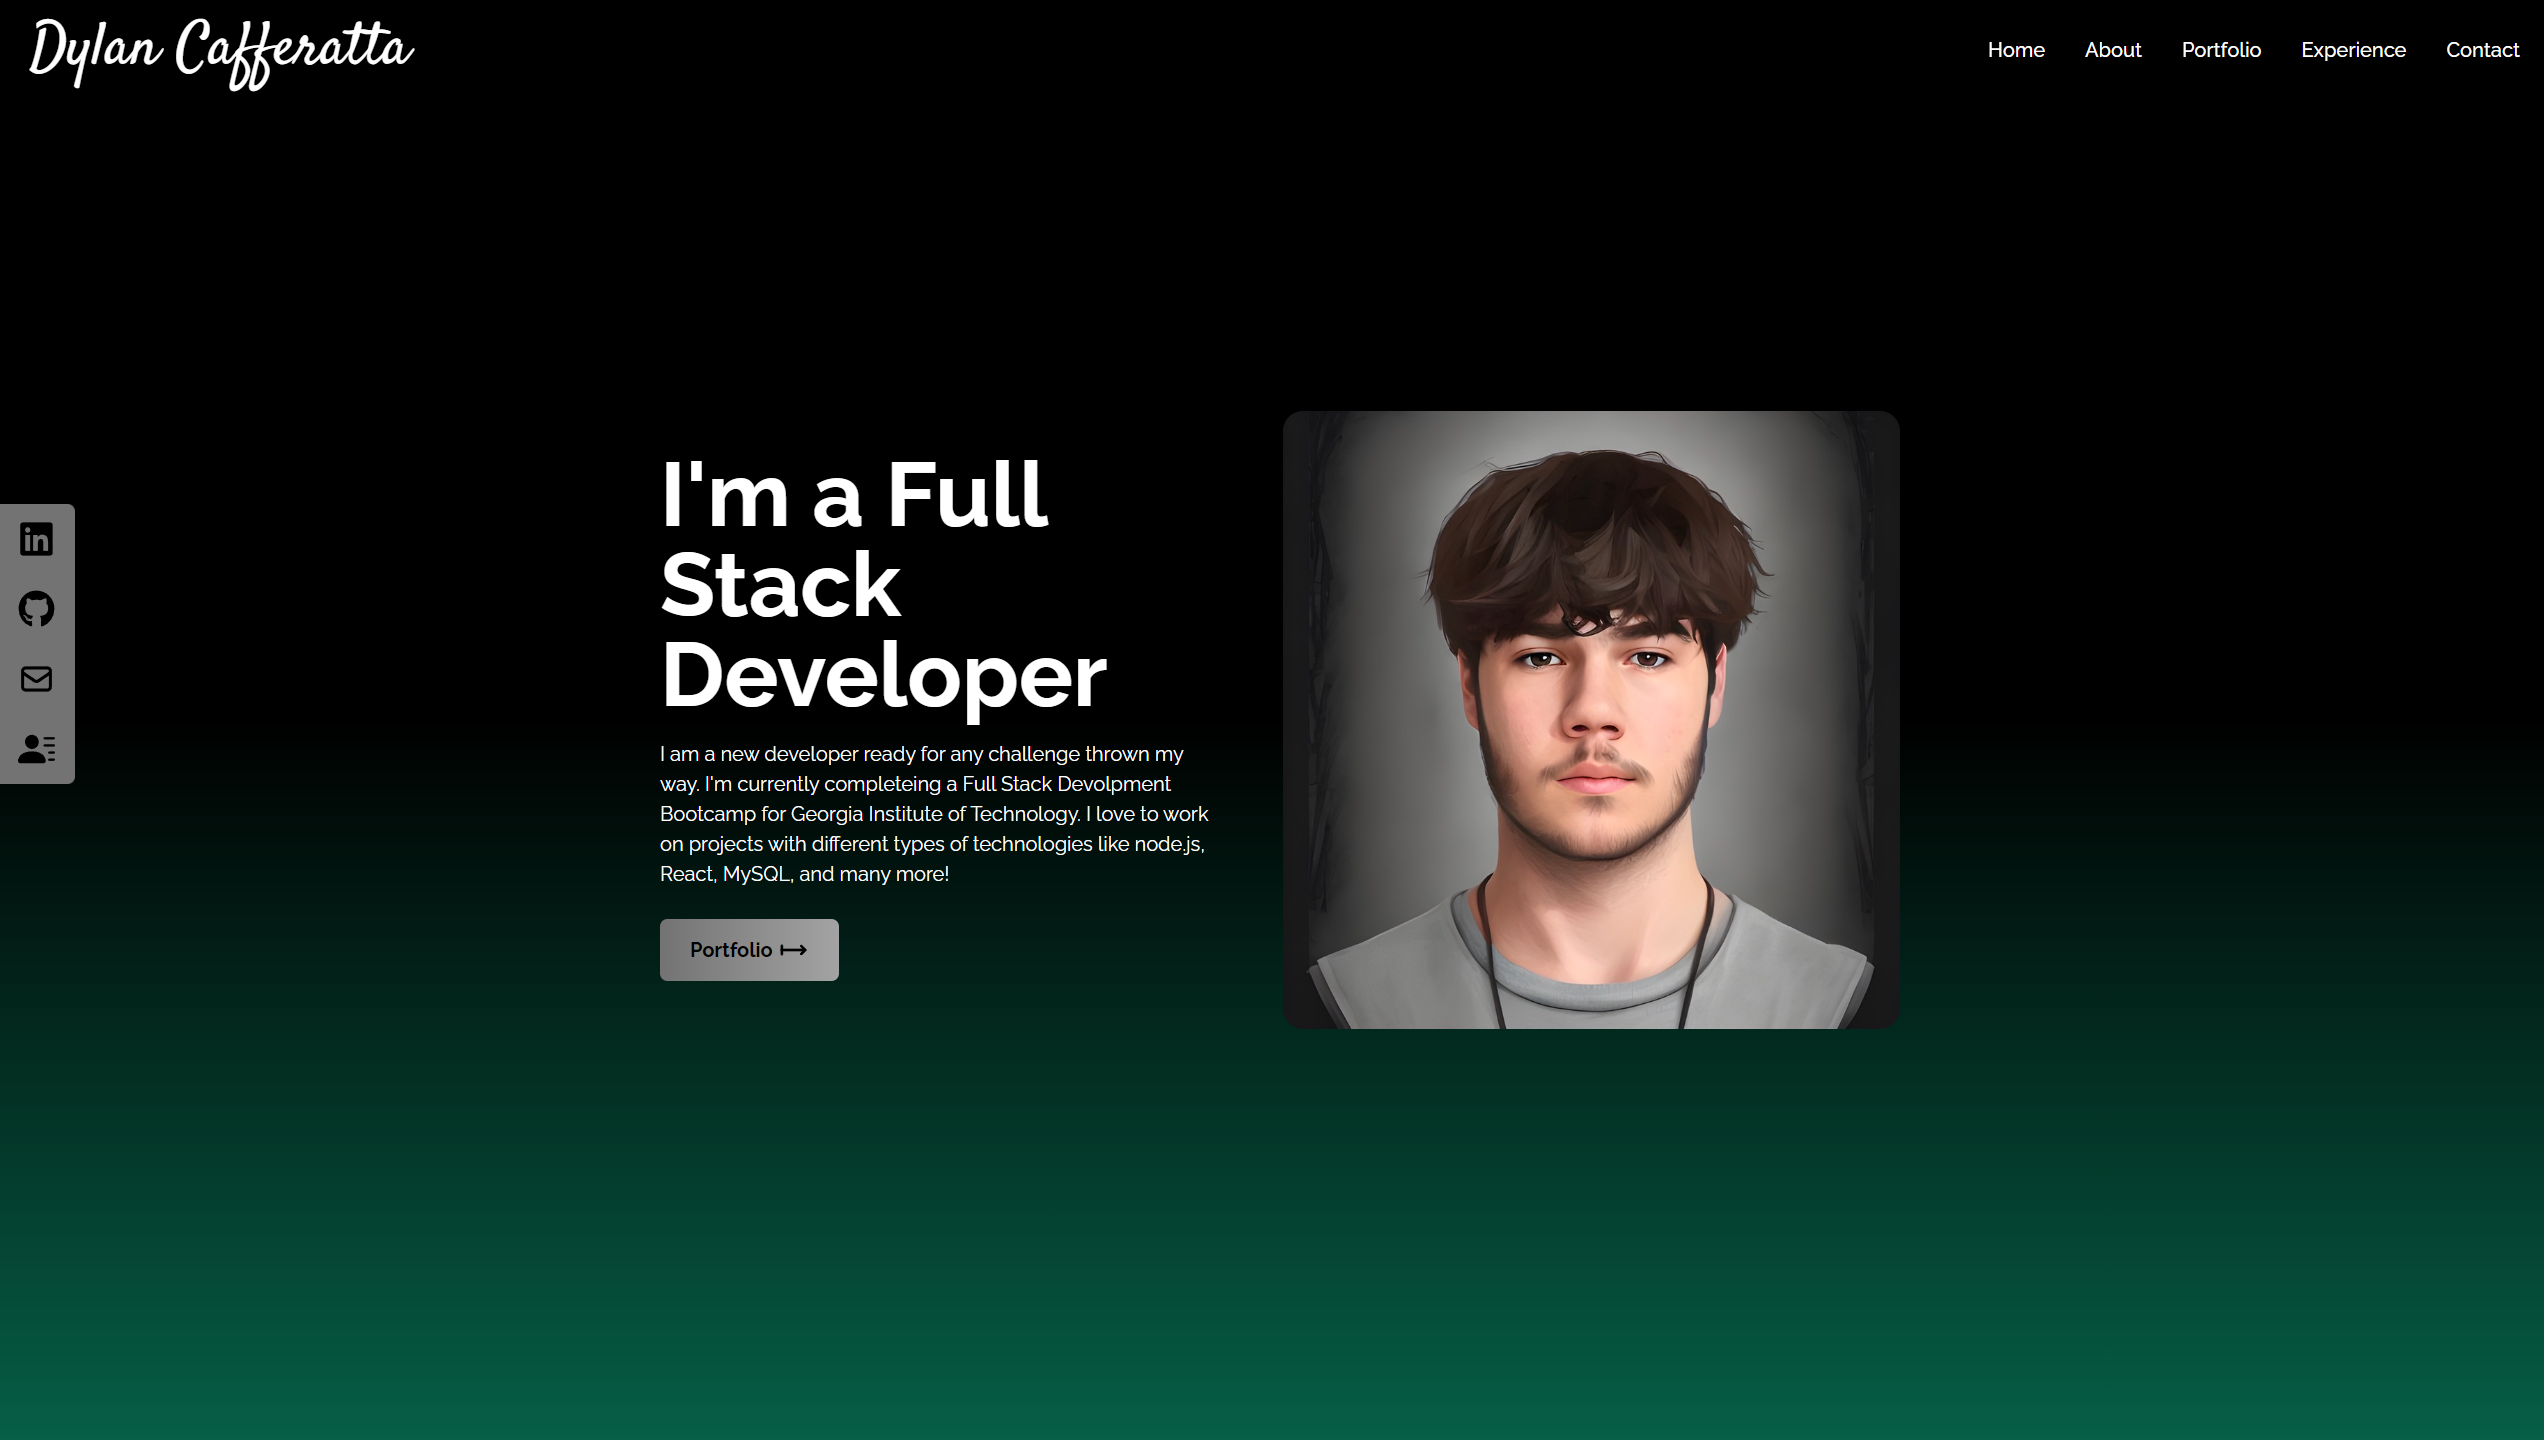 Dylan Cafferatta
Home
About
Portfolio
Experience
Contact
I'm a Full
Stack
Developer
I am a new developer ready for any challenge thrown my
way. I'm currently completeing a Full Stack Devolpment
Bootcamp for Georgia Institute of Technology. I love to work
on projects with different types of technologies like node.js,
React, MySQL, and many more!
Portfolio
in